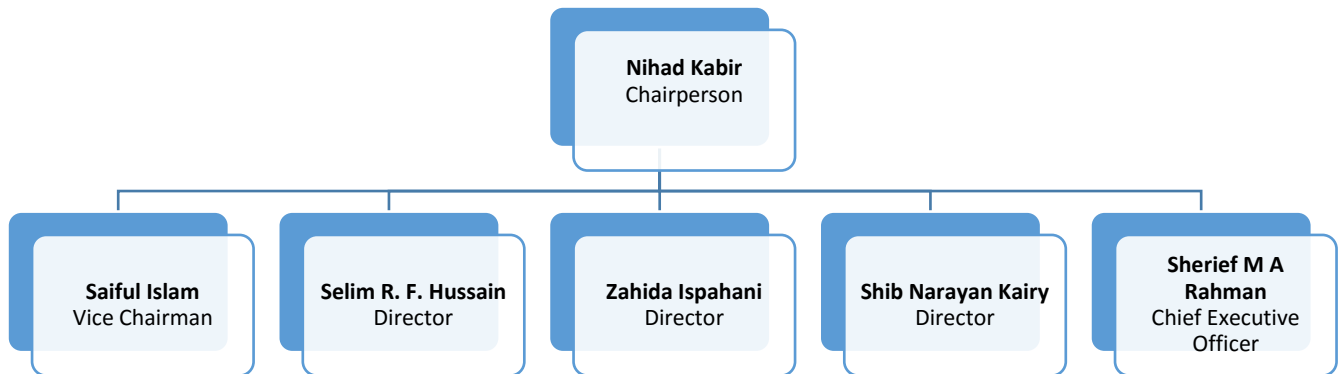 Nihad Kabir
Chairperson
Saiful Islam
Vice Chairman
Selim R. F. Hussain
Director
Zahida Ispahani
Director
Shib Narayan Kairy
Director
Sherief M A
Rahman
Chief Executive
Officer